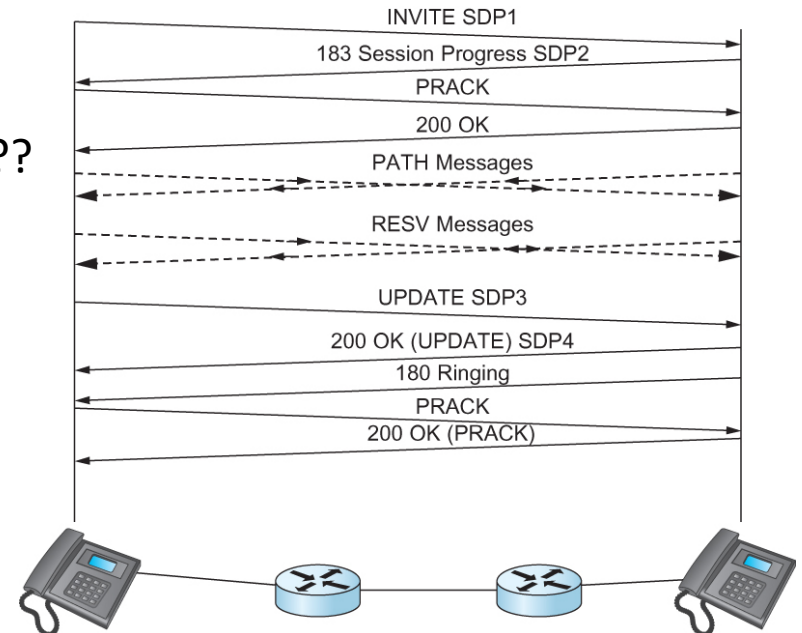 INVITE SDP1
183 Session Progress SDP2
PRACK
200 OK
PATH Messages
RESV Messages
UPDATE SDP3
200 OK (UPDATE) SDP4
180 Ringing
PRACK
200 OK (PRACK)